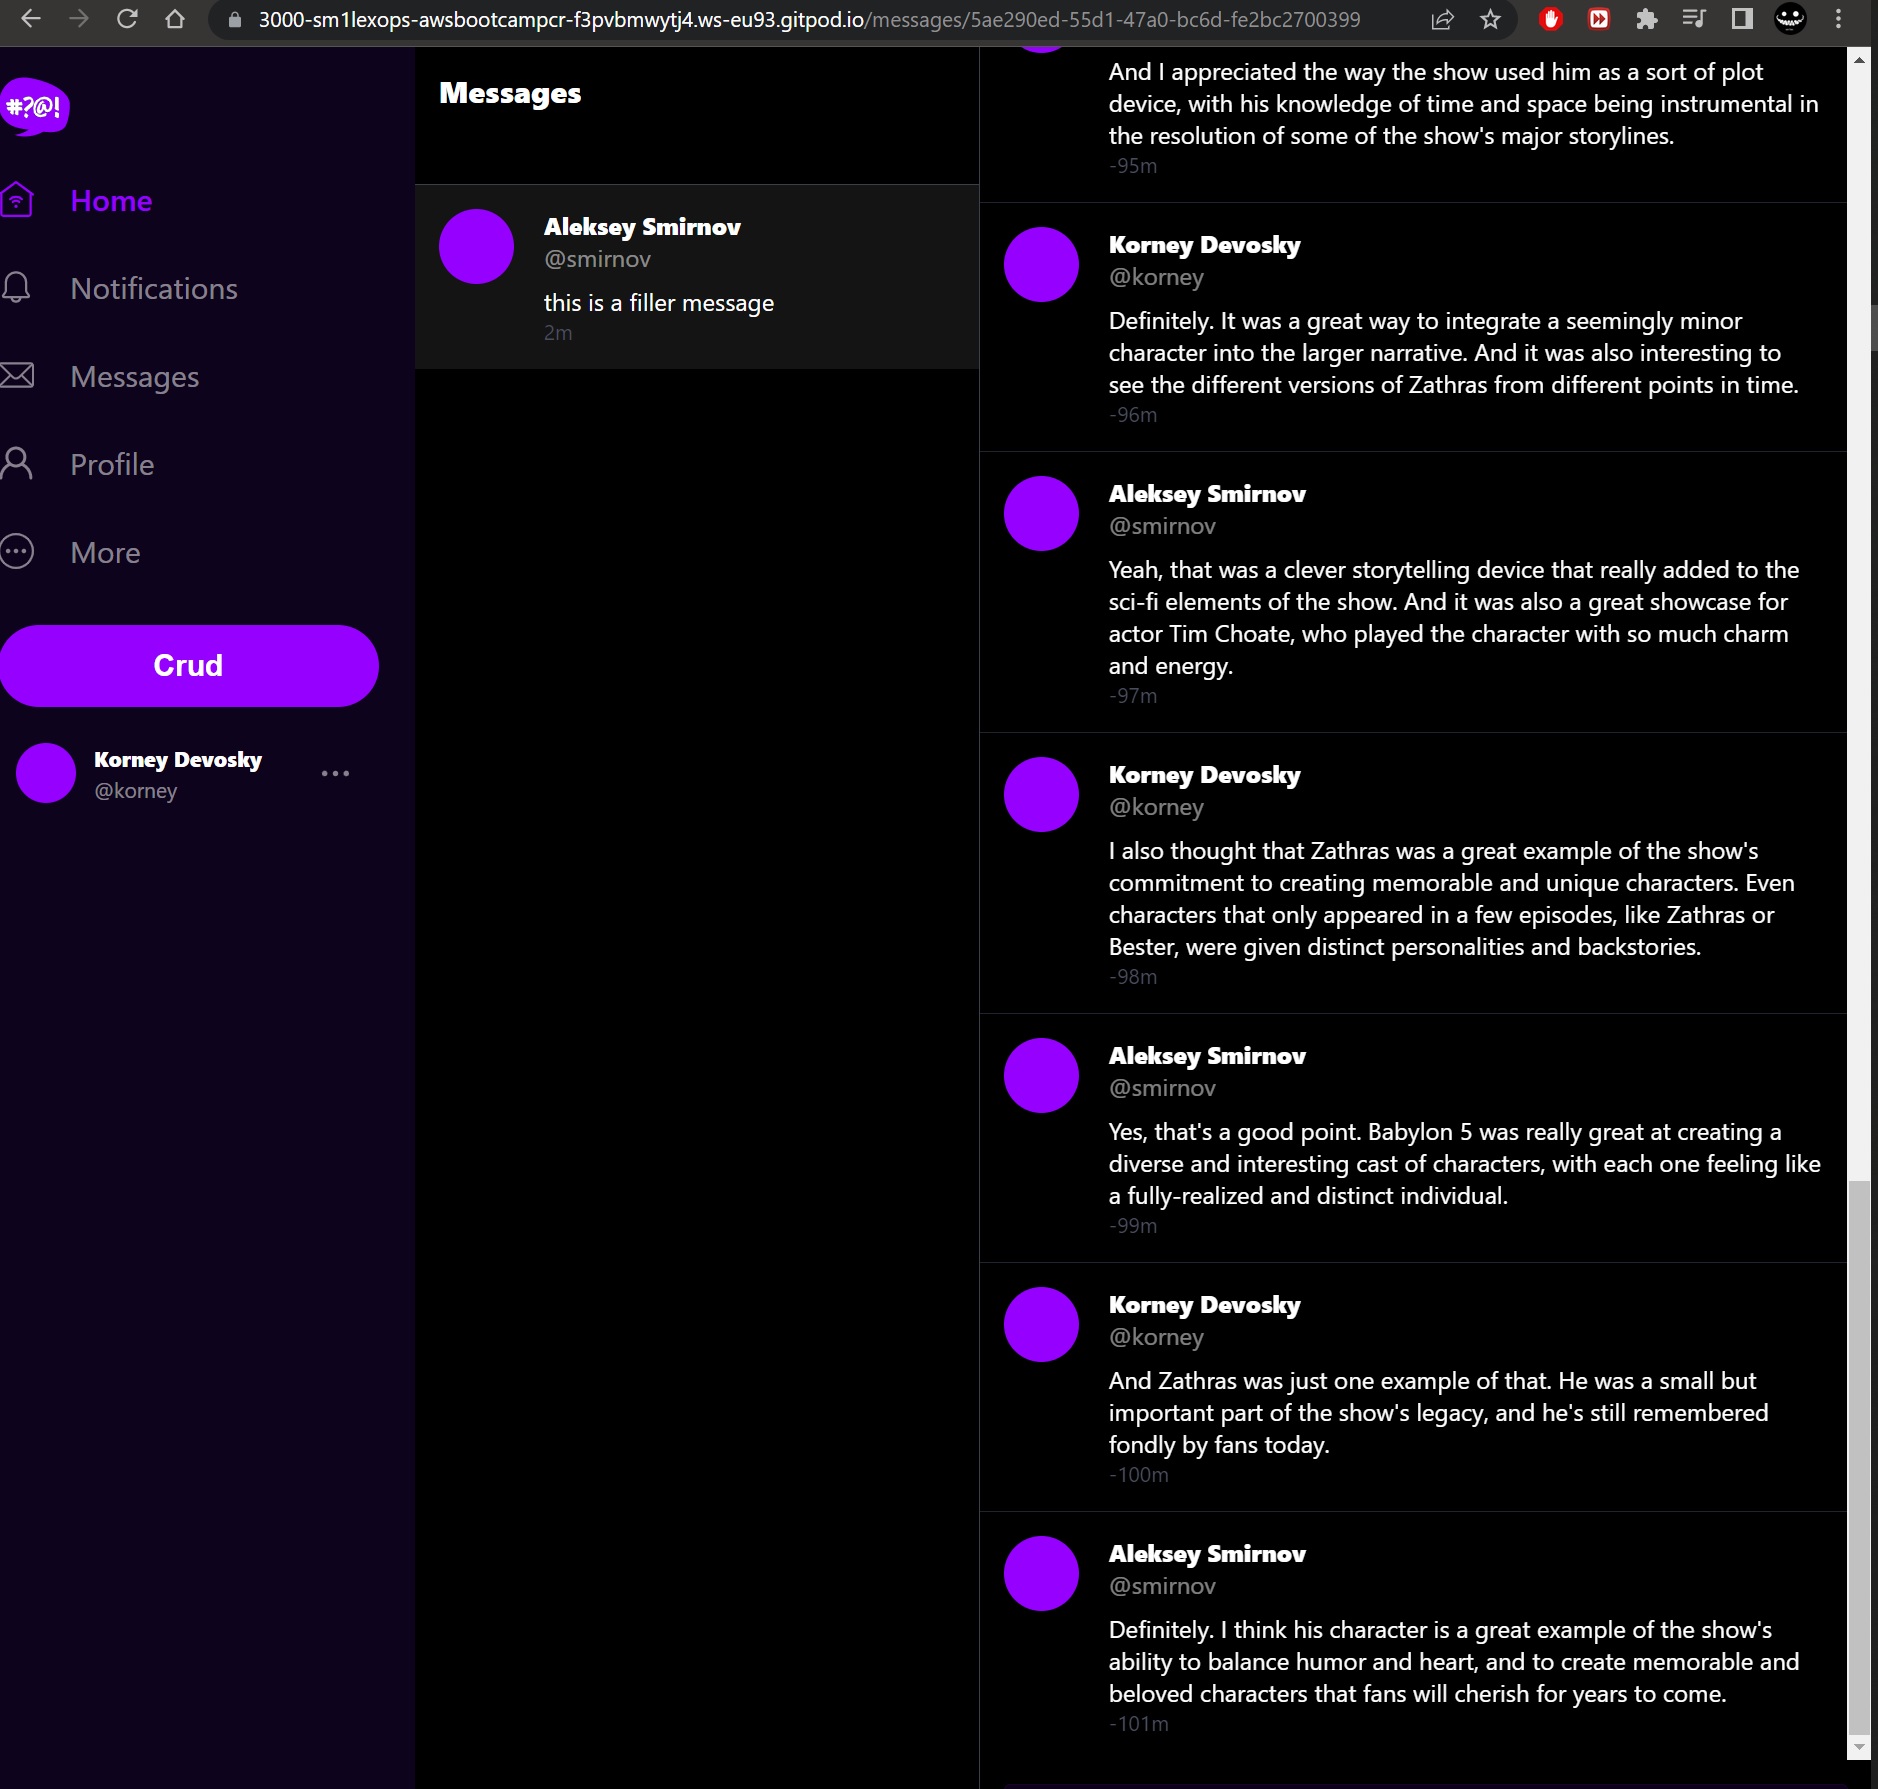 3000-sm1lexops-awsbootcampcr-f3pvbmwytj4.ws-eu93.gitpod.io/messages/5ae290ed-55d1-47a0-bc6d-fe2bc2700399
#?@!
Home
Notifications
Messages
Profile
More
Crud
Korney Devosky
@korney
Messages
Aleksey Smirnov
@smirnov
this is a filler message
2m
And I appreciated the way the show used him as a sort of plot
device, with his knowledge of time and space being instrumental in
the resolution of some of the show's major storylines.
-95m
Korney Devosky
@korney
Definitely. It was a great way to integrate a seemingly minor
character into the larger narrative. And it was also interesting to
see the different versions of Zathras from different points in time.
-96m
Aleksey Smirnov
@smirnov
Yeah, that was a clever storytelling device that really added to the
sci-fi elements of the show. And it was also a great showcase for
actor Tim Choate, who played the character with so much charm
and energy.
-97m
Korney Devosky
@korney
I also thought that Zathras was a great example of the show's
commitment to creating memorable and unique characters. Even
characters that only appeared in a few episodes, like Zathras or
Bester, were given distinct personalities and backstories.
-98m
Aleksey Smirnov
@smirnov
Yes, that's a good point. Babylon 5 was really great at creating a
diverse and interesting cast of characters, with each one feeling like
a fully-realized and distinct individual.
-99m
Korney Devosky
@korney
And Zathras was just one example of that. He was a small but
important part of the show's legacy, and he's still remembered
fondly by fans today.
-100m
Aleksey Smirnov
@smirnov
Definitely. I think his character is a great example of the show's
ability to balance humor and heart, and to create memorable and
beloved characters that fans will cherish for years to come.
-101m